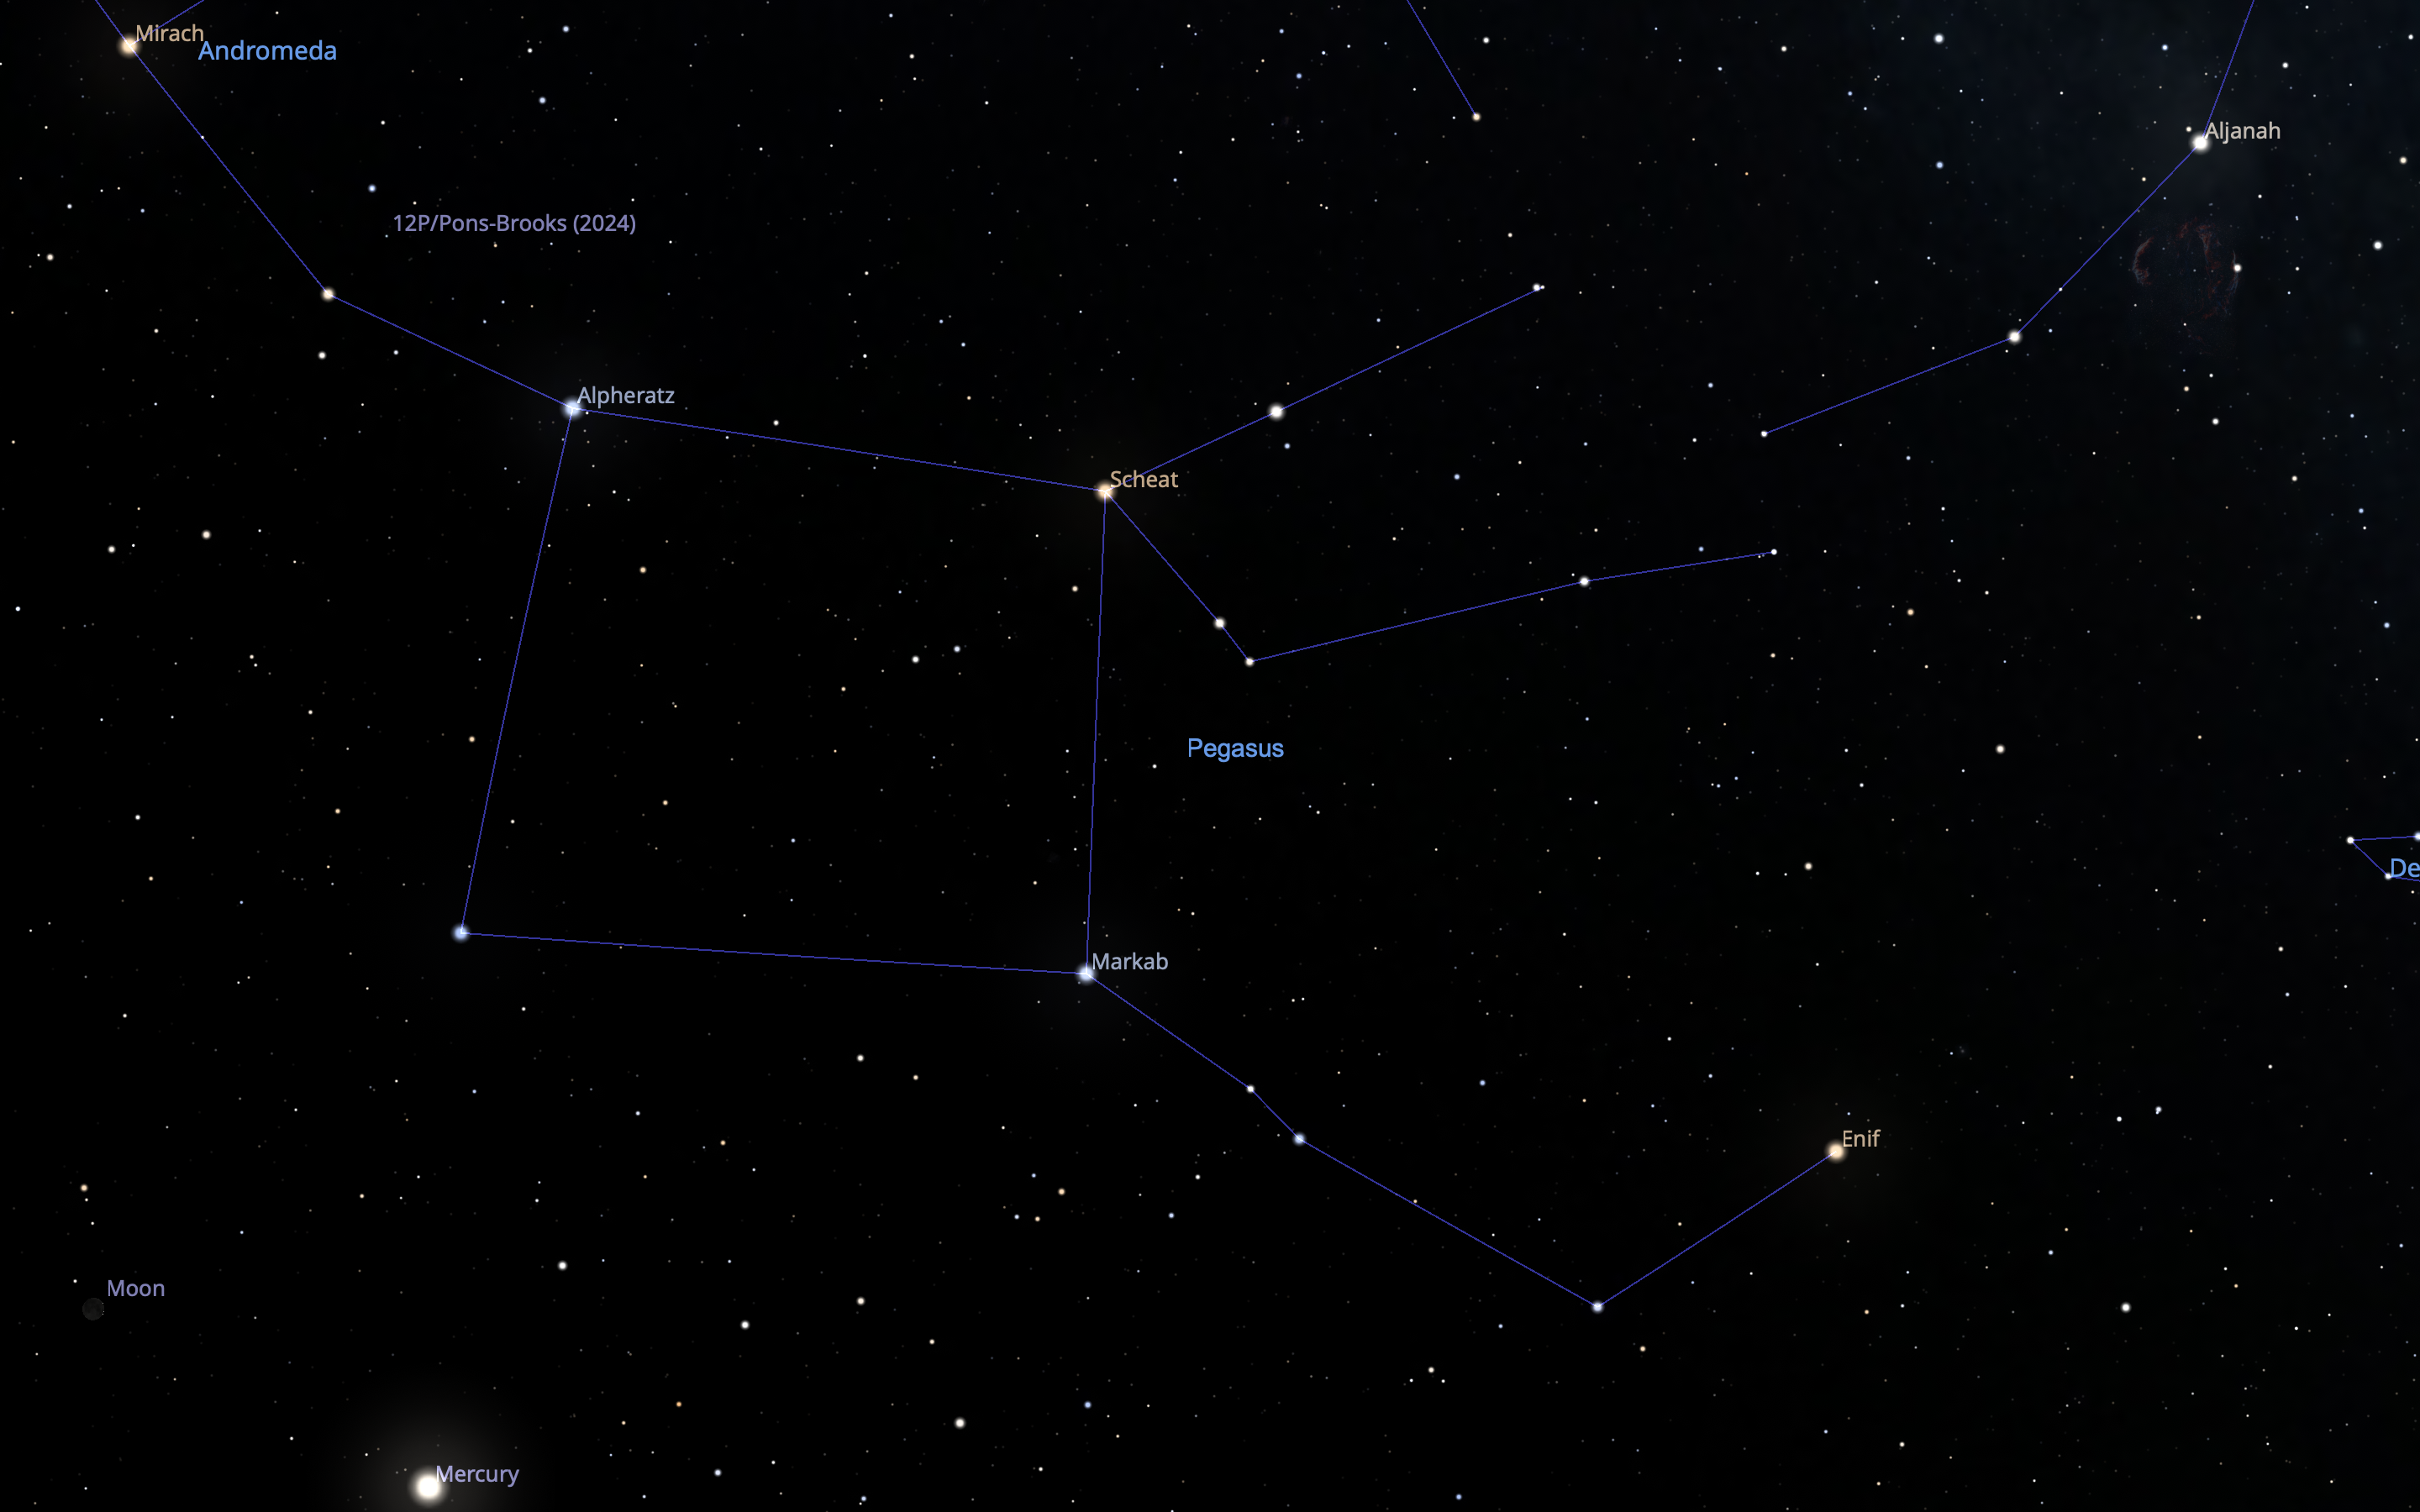 Mirach
Andromeda
Aljanah
12P/Pons-Brooks (2024)
Alpheratz
Scheat
Pegasus
De
Markab
Enif
Moon
Mercury